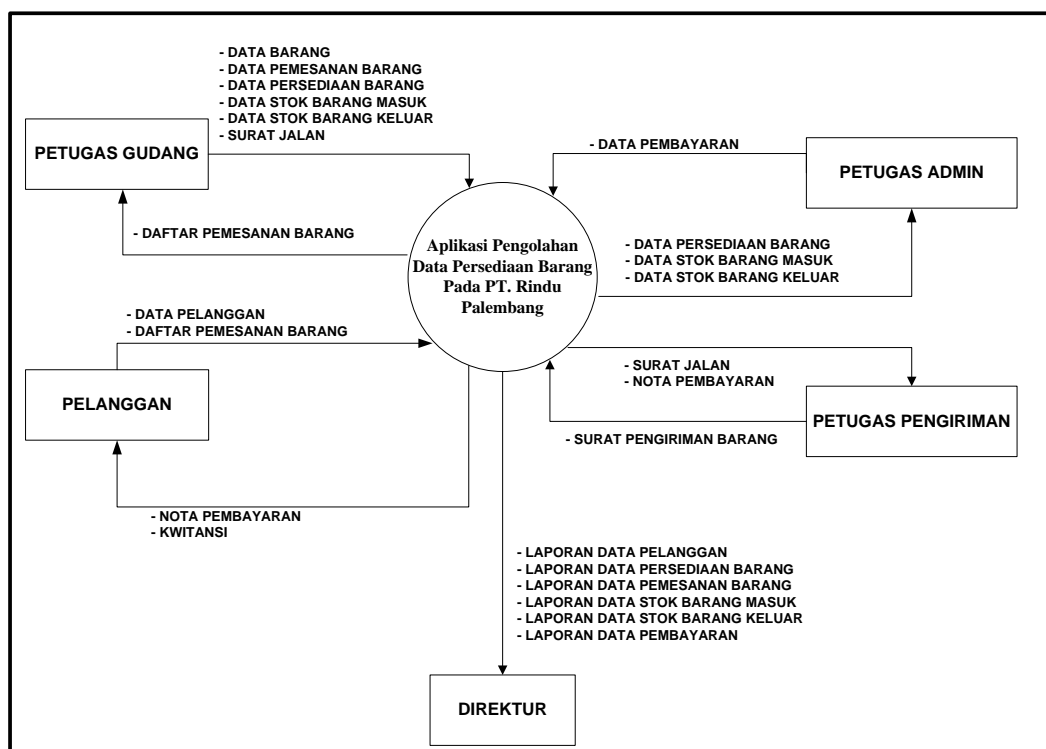 - DATA BARANG
- DATA PEMESANAN BARANG
- DATA PERSEDIAAN BARANG
- DATA STOK BARANG MASUK
- DATA STOK BARANG KELUAR
- SURAT JALAN
PETUGAS GUDANG
- DAFTAR PEMESANAN BARANG
- DATA PEMBAYARAN
PETUGAS ADMIN
- DATA PERSEDIAAN BARANG
- DATA STOK BARANG MASUK
- DATA STOK BARANG KELUAR
Aplikasi Pengolahan
Data Persediaan Barang
Pada PT. Rindu
Palembang
- DATA PELANGGAN
- DAFTAR PEMESANAN BARANG
PELANGGAN
- NOTA PEMBAYARAN
- KWITANSI
- SURAT JALAN
- NOTA PEMBAYARAN
PETUGAS PENGIRIMAN
- SURAT PENGIRIMAN BARANG
- LAPORAN DATA PELANGGAN
- LAPORAN DATA PERSEDIAAN BARANG
- LAPORAN DATA PEMESANAN BARANG
- LAPORAN DATA STOK BARANG MASUK
- LAPORAN DATA STOK BARANG KELUAR
- LAPORAN DATA PEMBAYARAN
DIREKTUR